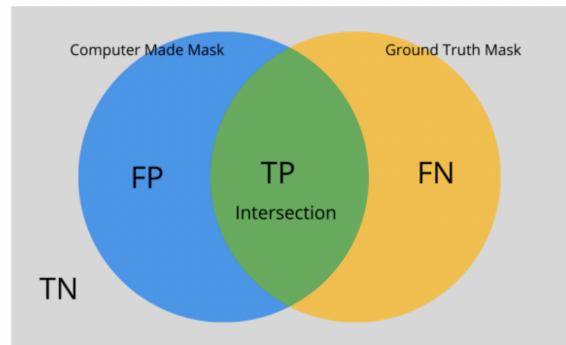 Computer Made Mask
Ground Truth Mask
FP
TP
FN
Intersection
TN